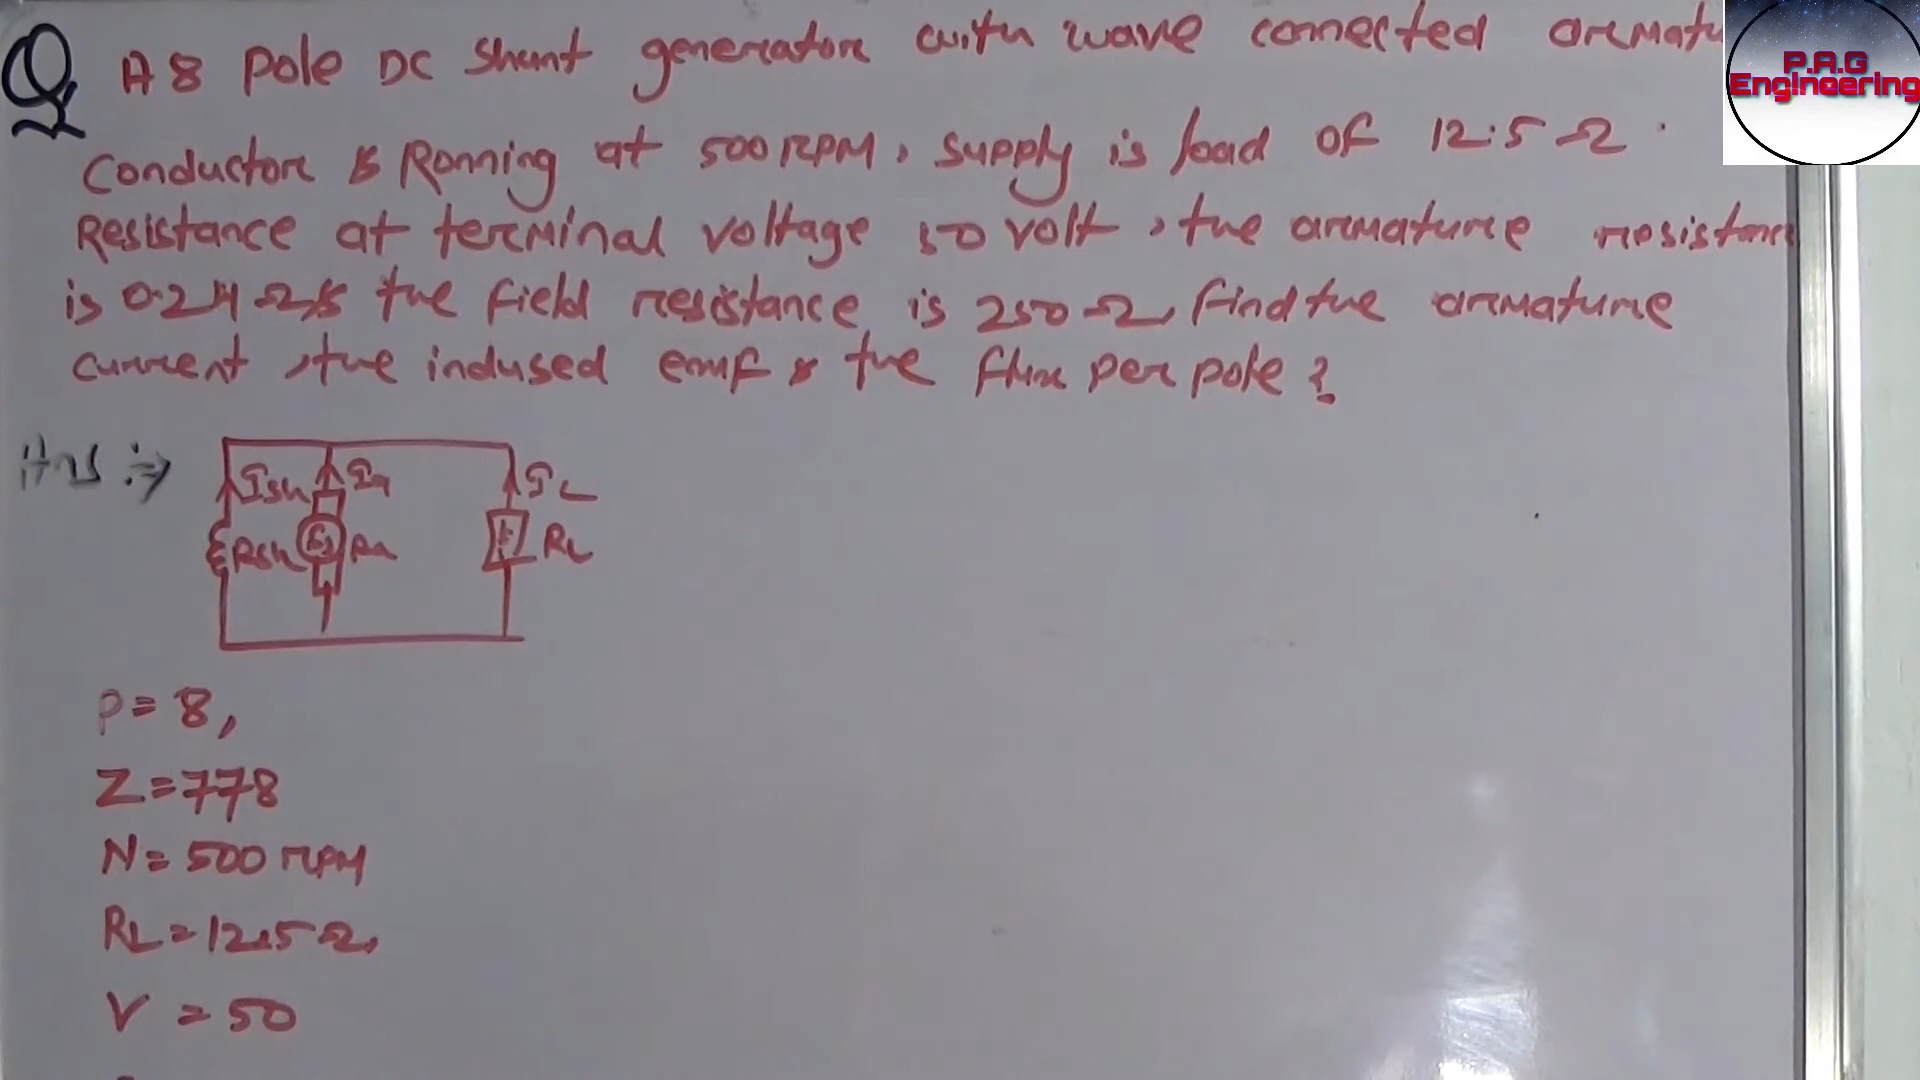 Q A 8 Pole DC Shunt generator with wave connected armatu
P.A.G
Engineering
Conductor & Running at 500 RPM, supply is load of 12.5 Ω
Resistance at terminal voltage 50 volt, the armature resistance
is 0.24 Ω & the field resistance is 250 Ω, find the armature
current, the indused emf & the flux per pole?
Ans :→
Ish Ia IL
Rsh Eg Ra RL
P = 8,
Z = 778
N = 500 RPM
RL = 12.5 Ω,
V = 50